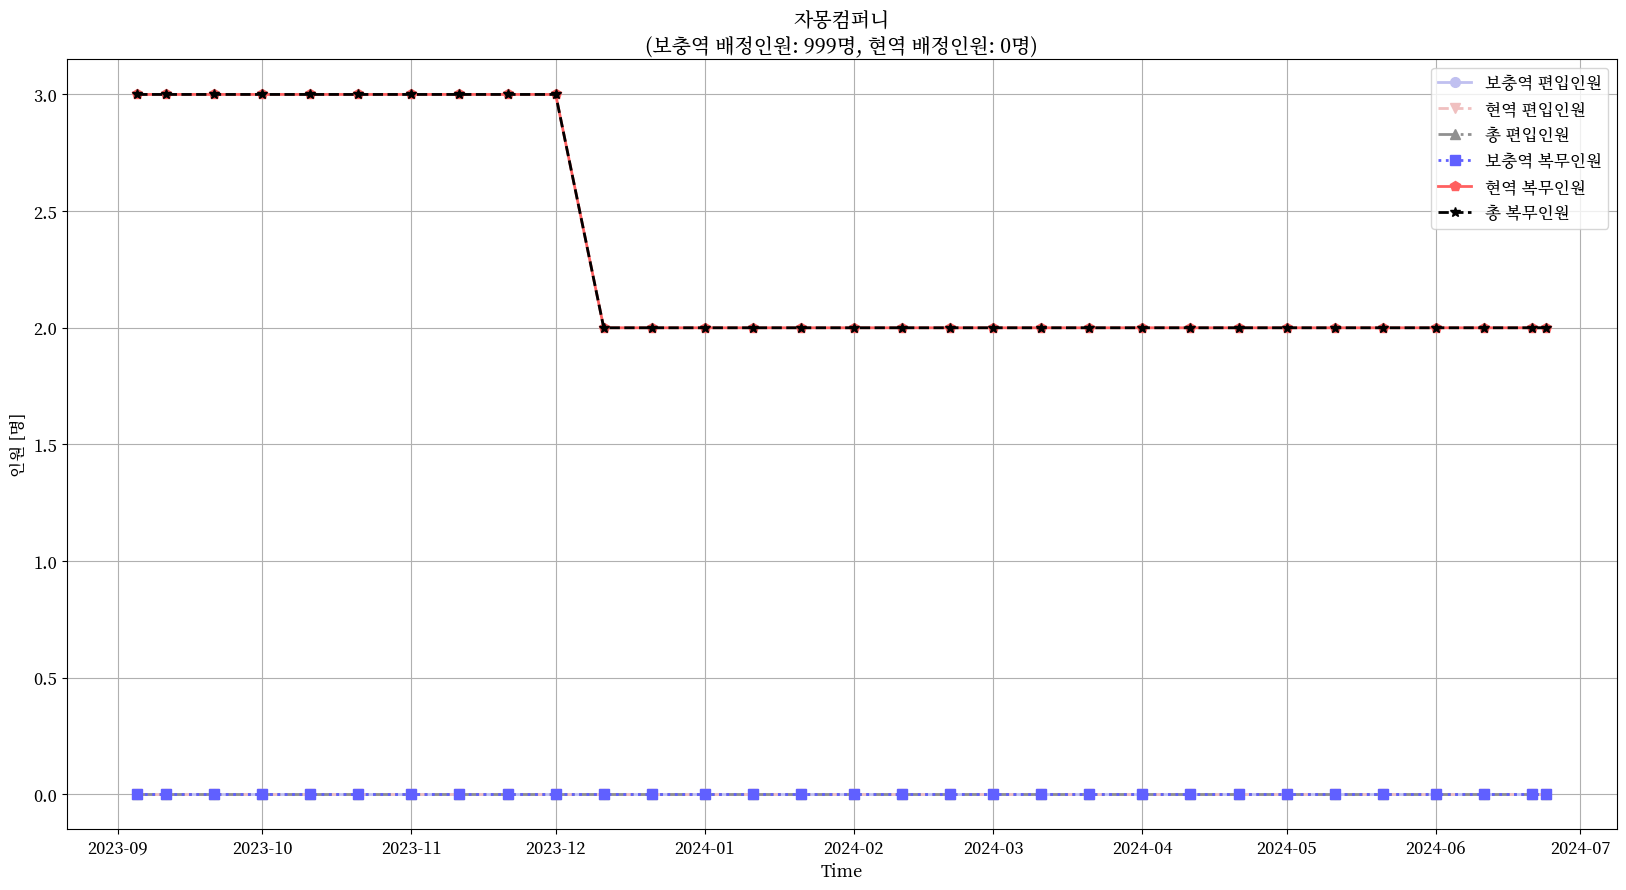 자몽컴퍼니
(보충역 배정인원: 999명, 현역 배정인원: 0명)
보충역 편입인원
현역 편입인원
총 편입인원
보충역 복무인원
현역 복무인원
총 복무인원
인원 [명]
3.0
2.5
2.0
1.5
1.0
0.5
0.0
2023-09 2023-10 2023-11 2023-12 2024-01 2024-02 2024-03 2024-04 2024-05 2024-06 2024-07
Time